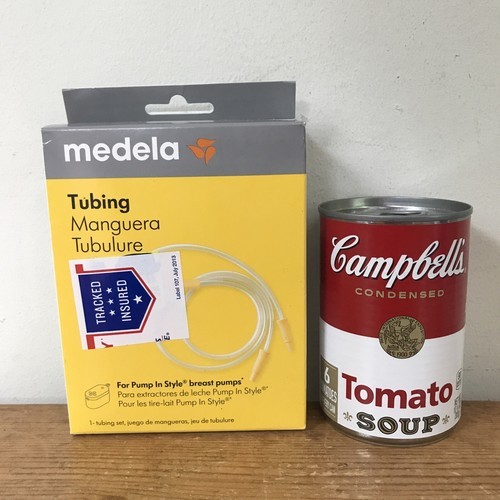 medela
Tubing
Manguera
Tubulure
TRACKED
INSURED
Label 107, July 2013
For Pump In Style® breast pumps*
Para extractores de leche Pump In Style®*
Pour les tire-lait Pump In Style®*
1- tubing set, juego de mangueras, jeu de tubulure
Campbell's
CONDENSED
6
Tomato
SOUP